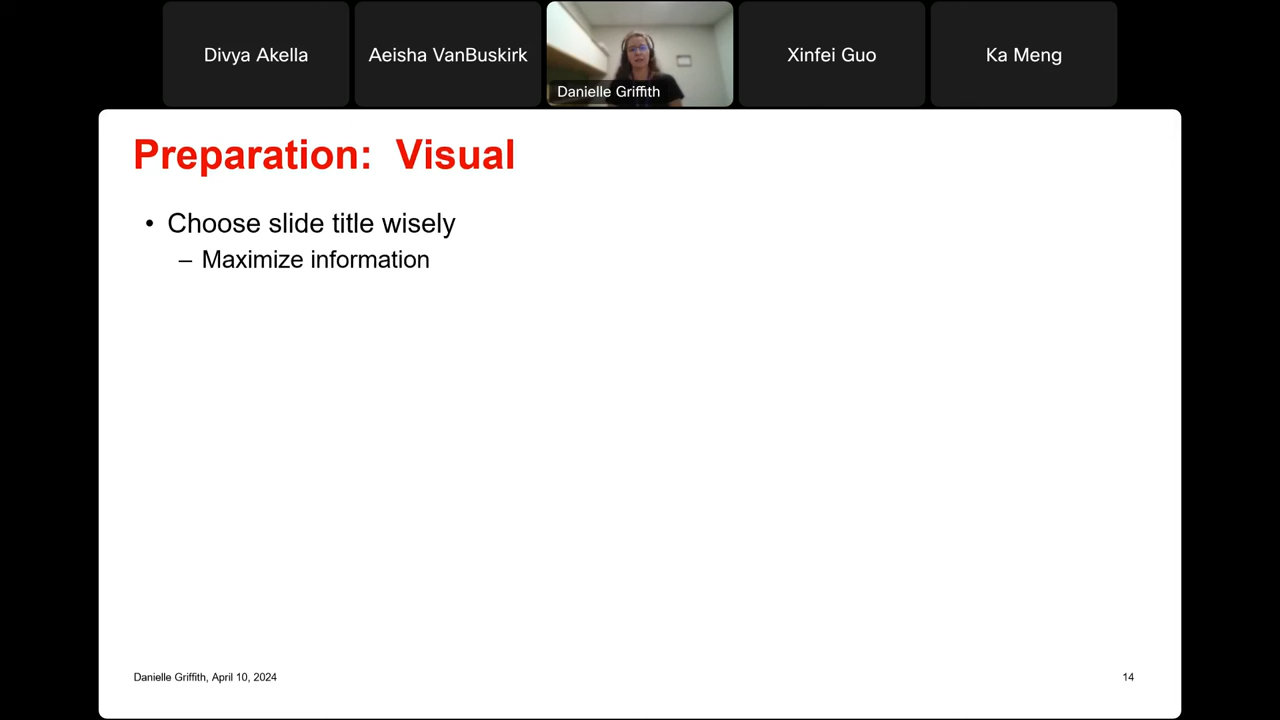 Divya Akella
Aeisha VanBuskirk
Danielle Griffith
Xinfei Guo
Ka Meng
Preparation: Visual
• Choose slide title wisely
– Maximize information
Danielle Griffith, April 10, 2024
14